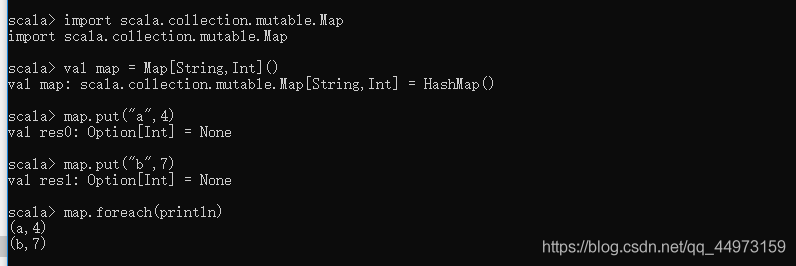 scala> import scala.collection.mutable.Map
import scala.collection.mutable.Map
scala> val map = Map[String,Int]()
val map: scala.collection.mutable.Map[String,Int] = HashMap()
scala> map.put("a",4)
val res0: Option[Int] = None
scala> map.put("b",7)
val res1: Option[Int] = None
scala> map.foreach(println)
(a,4)
(b,7)
https://blog.csdn.net/qq_44973159